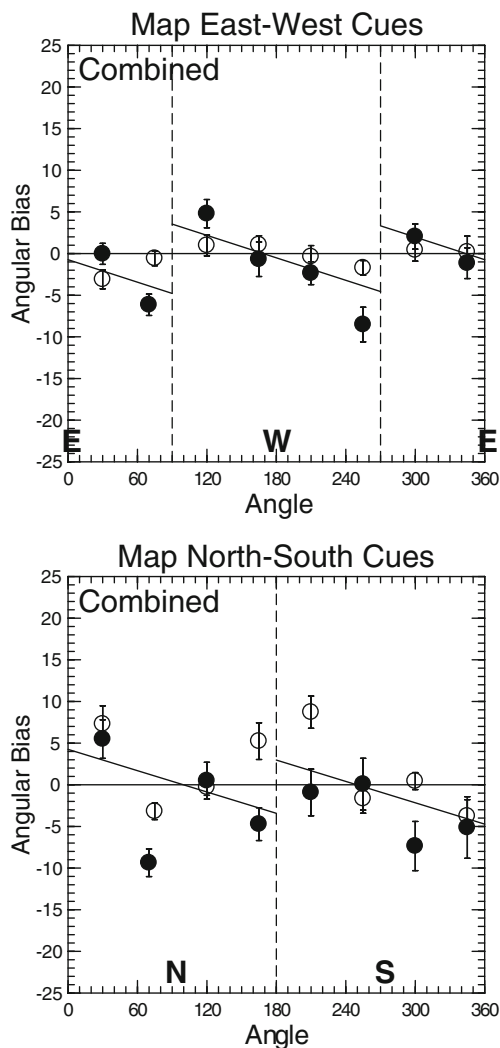 Map East-West Cues
Combined
Angular Bias
25
20
15
10
5
0
-5
-10
-15
-20
-25
E W E
0 60 120 180 240 300 360
Angle
Map North-South Cues
Combined
Angular Bias
25
20
15
10
5
0
-5
-10
-15
-20
-25
N S
0 60 120 180 240 300 360
Angle